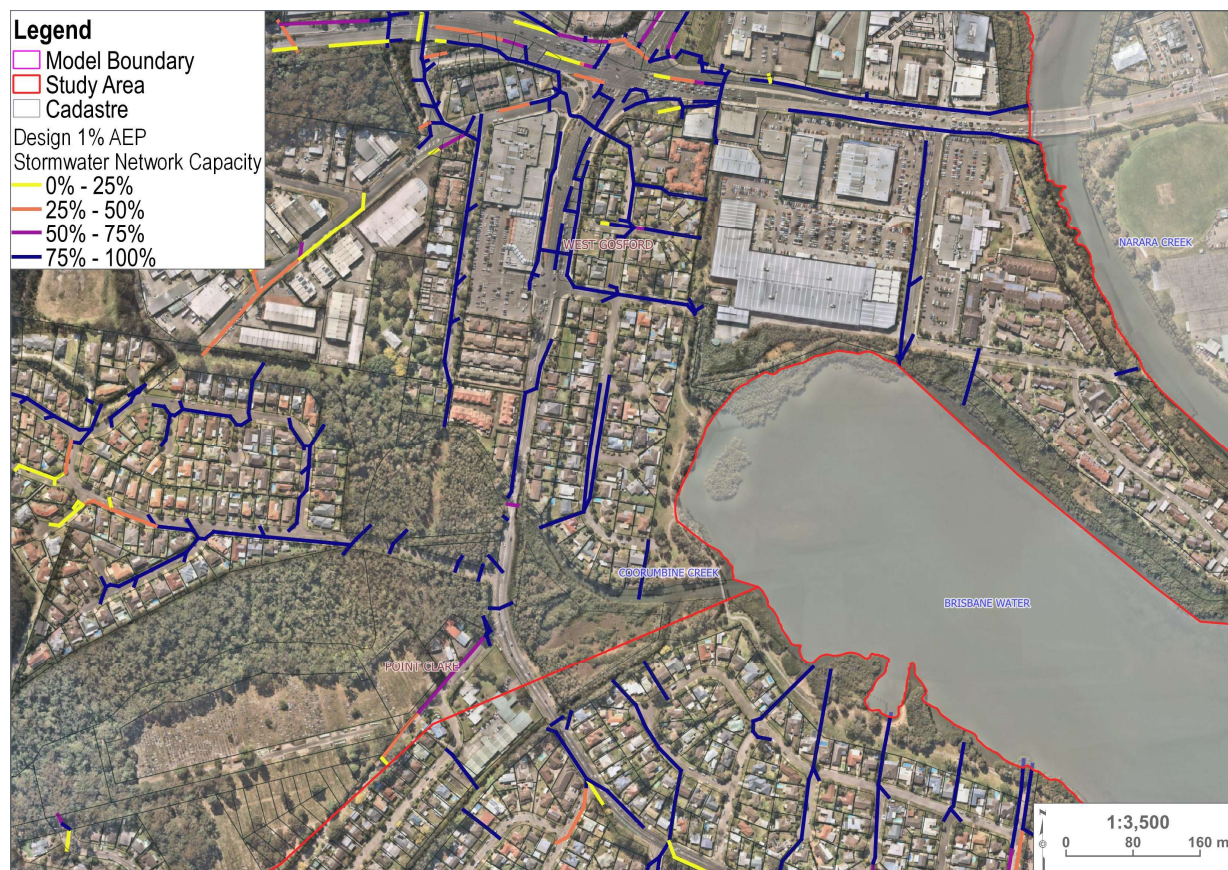 Legend
Model Boundary
Study Area
Cadastre
Design 1% AEP
Stormwater Network Capacity
0% - 25%
25% - 50%
50% - 75%
75% - 100%
WEST GOSFORD
NARARA CREEK
COORUMBINE CREEK
BRISBANE WATER
POINT CLARE
1:3,500
0 80 160 m